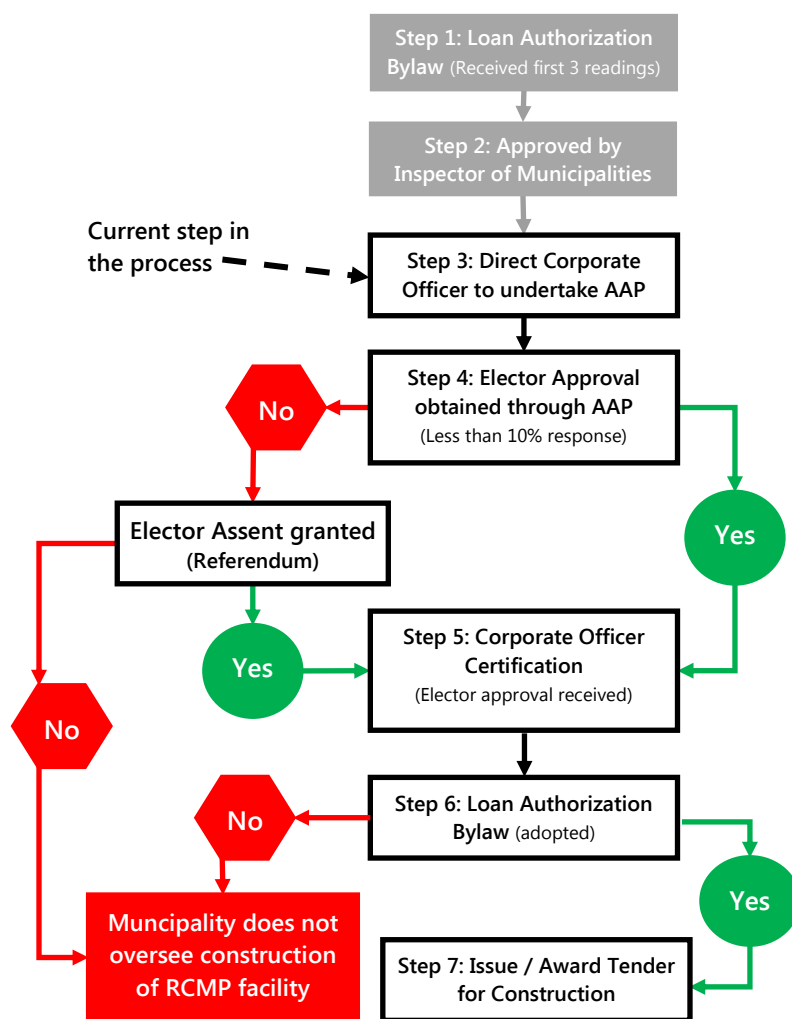 Step 1: Loan Authorization
Bylaw (Received first 3 readings)
Step 2: Approved by
Inspector of Municipalities
Current step in
the process
Step 3: Direct Corporate
Officer to undertake AAP
Step 4: Elector Approval
obtained through AAP
(Less than 10% response)
No
Yes
Elector Assent granted
(Referendum)
Yes
Step 5: Corporate Officer
Certification
(Elector approval received)
No
No
Step 6: Loan Authorization
Bylaw (adopted)
Yes
Muncipality does not
oversee construction
of RCMP facility
Step 7: Issue / Award Tender
for Construction